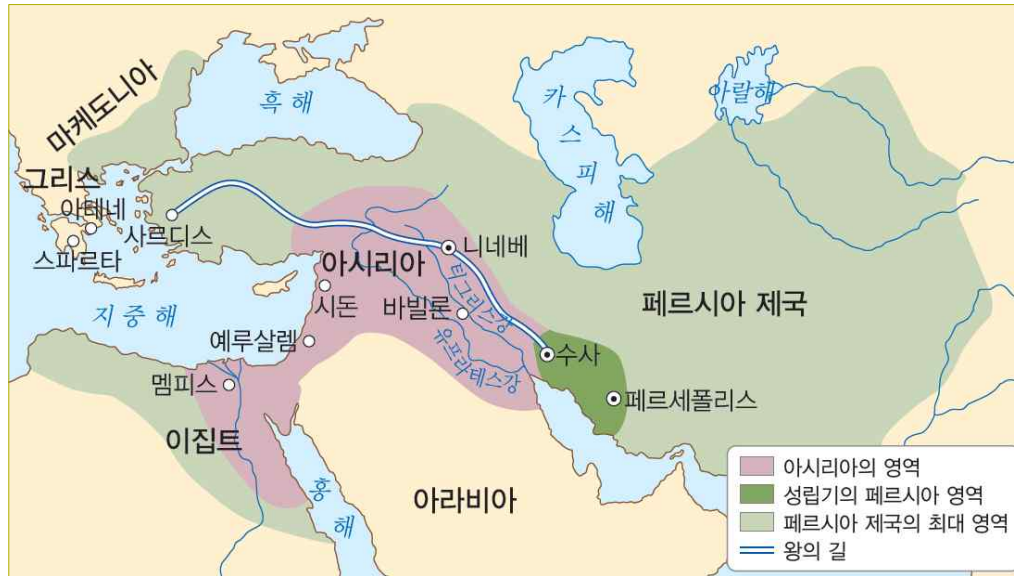 마케도니아
흑 해
카
스
피
해
아랄해
그리스
아테네
사르디스
스파르타
니네베
아시리아
티그리스강
시돈
바빌론
페르시아 제국
지 중 해
예루살렘
유프라테스강
수사
멤피스
페르세폴리스
이집트
홍
해
아라비아
아시리아의 영역
성립기의 페르시아 영역
페르시아 제국의 최대 영역
왕의 길